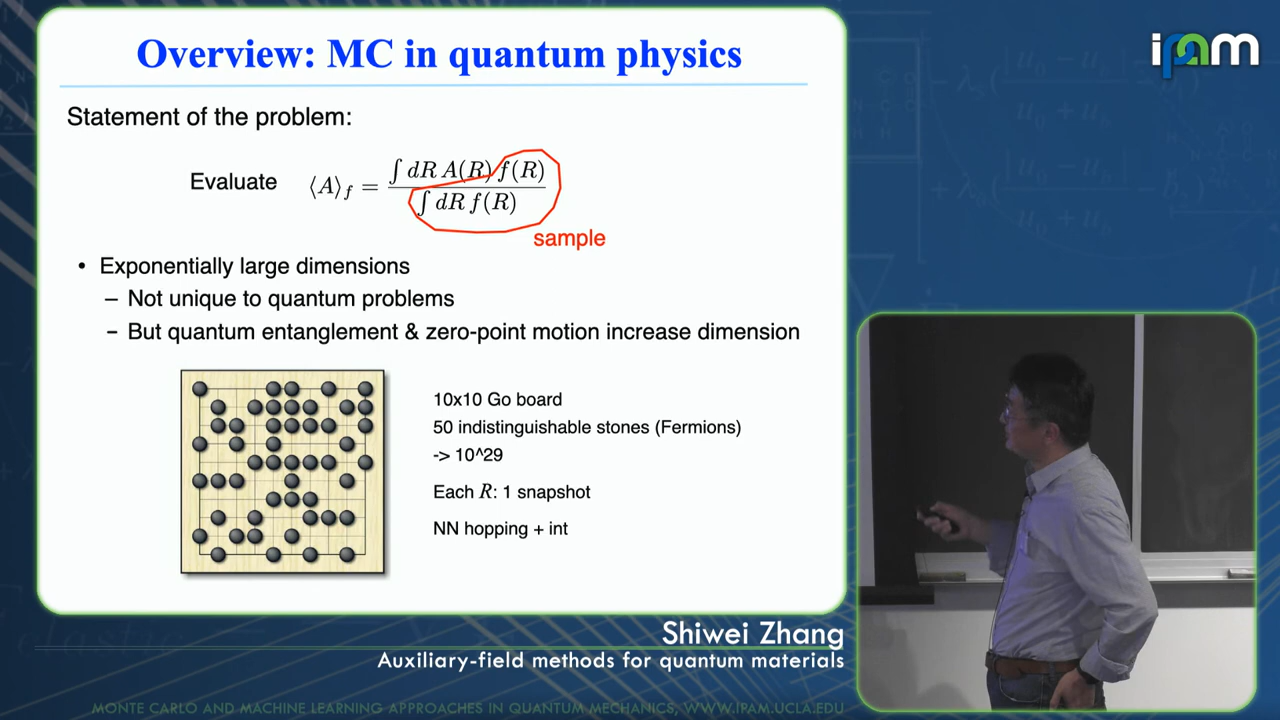 Overview: MC in quantum physics
ipam
Statement of the problem:
Evaluate ⟨A⟩_f = ∫ dR A(R) f(R) / ∫ dR f(R)
sample
• Exponentially large dimensions
– Not unique to quantum problems
– But quantum entanglement & zero-point motion increase dimension
10x10 Go board
50 indistinguishable stones (Fermions)
-> 10^29
Each R: 1 snapshot
NN hopping + int
Shiwei Zhang
Auxiliary-field methods for quantum materials
MONTE CARLO AND MACHINE LEARNING APPROACHES IN QUANTUM MECHANICS, WWW.IPAM.UCLA.EDU